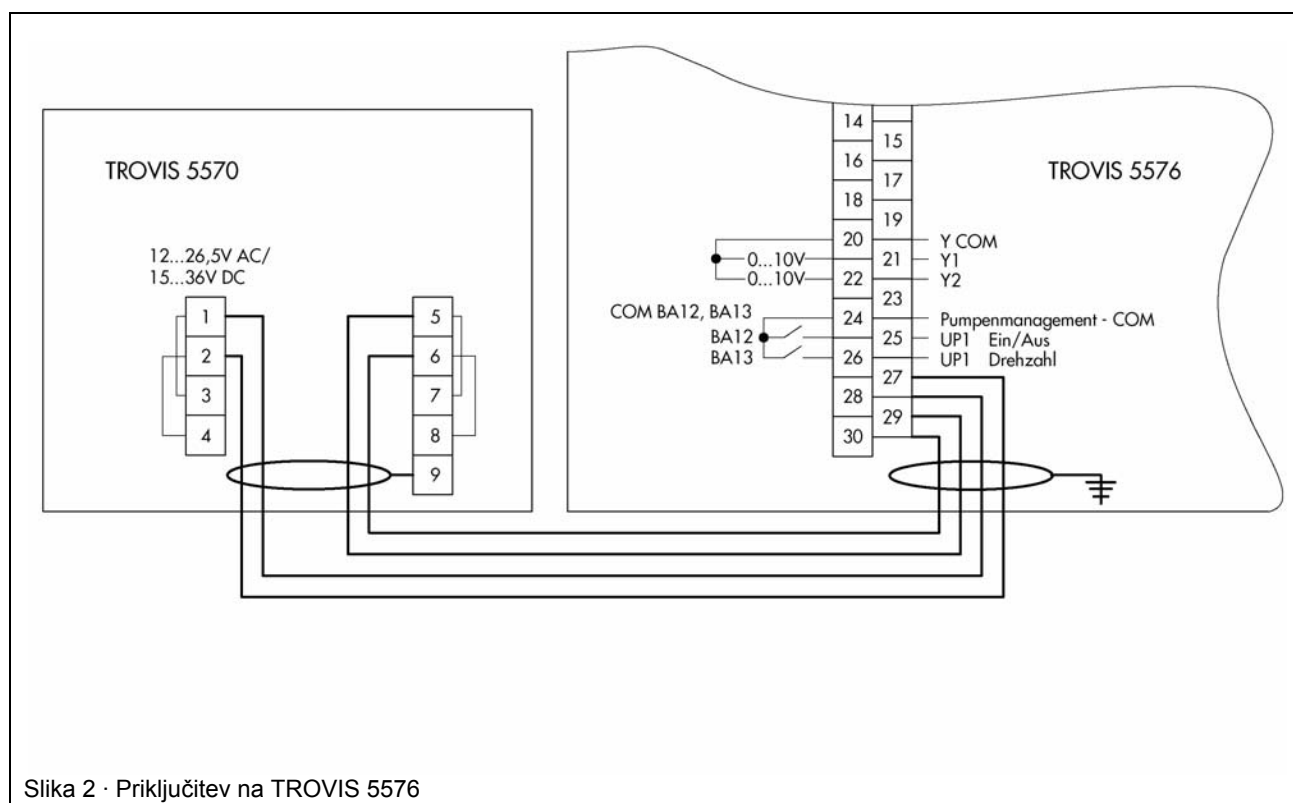 TROVIS 5570
12...26,5V AC/
15...36V DC
1
2
3
4
5
6
7
8
9
TROVIS 5576
14
15
16
17
18
19
20
21
22
23
24
25
26
27
28
29
30
0...10V
0...10V
COM BA12, BA13
BA12
BA13
Y COM
Y1
Y2
Pumpenmanagement - COM
UP1 Ein/Aus
UP1 Drehzahl
Slika 2 · Priključitev na TROVIS 5576